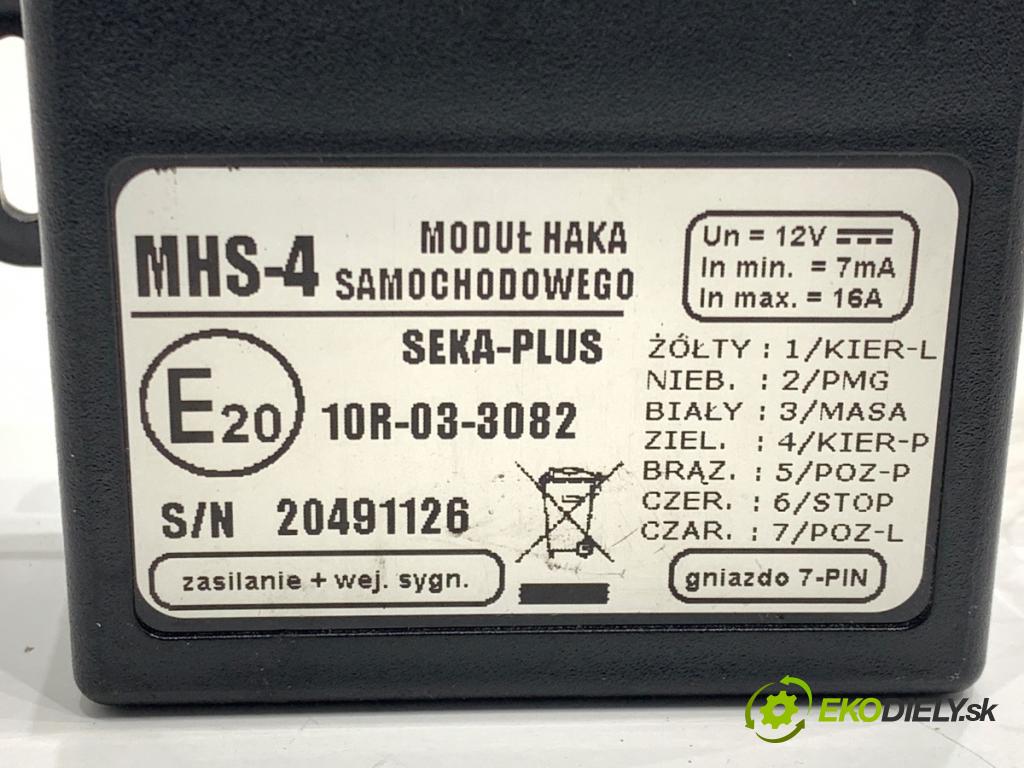 MHS-4
MODUŁ HAKA
SAMOCHODOWEGO
Un = 12V
In min. = 7mA
In max. = 16A
SEKA-PLUS
E20
10R-03-3082
S/N 20491126
ŻÓŁTY : 1/KIER-L
NIEB. : 2/PMG
BIAŁY : 3/MASA
ZIEL. : 4/KIER-P
BRĄZ. : 5/POZ-P
CZER. : 6/STOP
CZAR. : 7/POZ-L
zasilanie + wej. sygn.
gniazdo 7-PIN
EKODIELY.sk